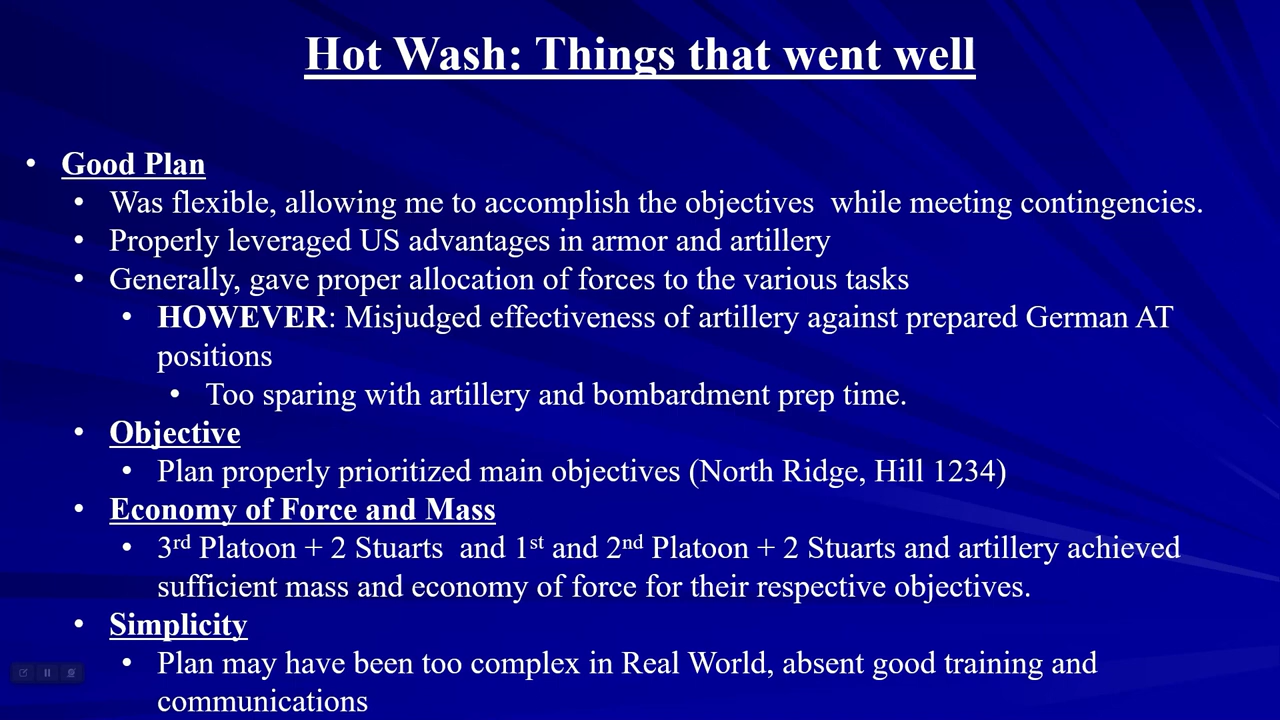 Hot Wash: Things that went well
• Good Plan
• Was flexible, allowing me to accomplish the objectives  while meeting contingencies.
• Properly leveraged US advantages in armor and artillery
• Generally, gave proper allocation of forces to the various tasks
• HOWEVER: Misjudged effectiveness of artillery against prepared German AT
positions
• Too sparing with artillery and bombardment prep time.
• Objective
• Plan properly prioritized main objectives (North Ridge, Hill 1234)
• Economy of Force and Mass
• 3rd Platoon + 2 Stuarts  and 1st and 2nd Platoon + 2 Stuarts and artillery achieved
sufficient mass and economy of force for their respective objectives.
• Simplicity
• Plan may have been too complex in Real World, absent good training and
communications